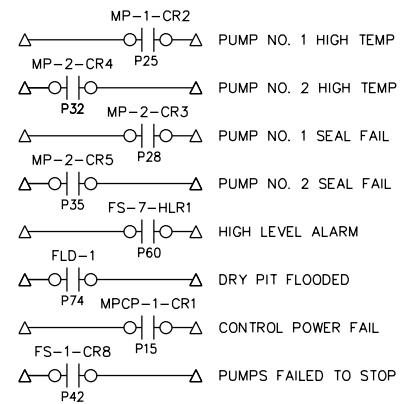 MP-1-CR2
PUMP NO. 1 HIGH TEMP
P25
MP-2-CR4
PUMP NO. 2 HIGH TEMP
P32
MP-2-CR3
PUMP NO. 1 SEAL FAIL
P28
MP-2-CR5
PUMP NO. 2 SEAL FAIL
P35
FS-7-HLR1
HIGH LEVEL ALARM
P60
FLD-1
DRY PIT FLOODED
P74
MPCP-1-CR1
CONTROL POWER FAIL
P15
FS-1-CR8
PUMPS FAILED TO STOP
P42